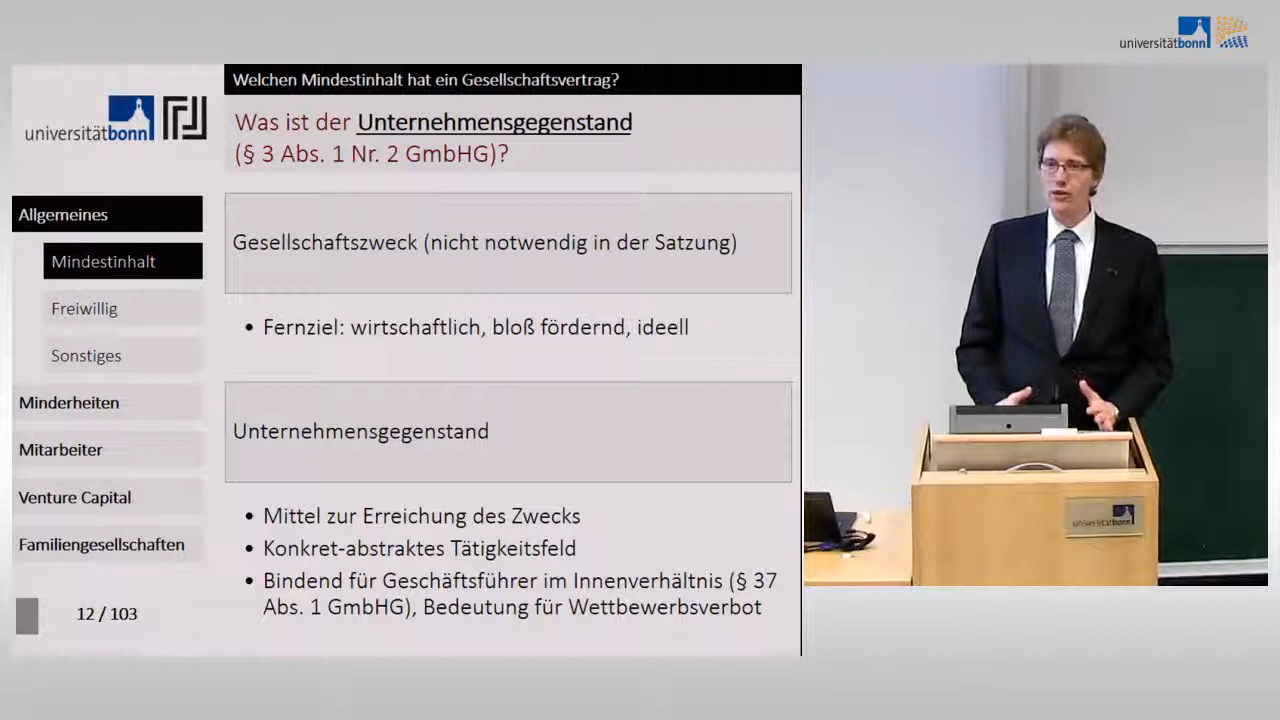 universitätbonn
Welchen Mindestinhalt hat ein Gesellschaftsvertrag?
universitätbonn
Was ist der Unternehmensgegenstand
(§ 3 Abs. 1 Nr. 2 GmbHG)?
Allgemeines
Mindestinhalt
Freiwillig
Sonstiges
Minderheiten
Mitarbeiter
Venture Capital
Familiengesellschaften
12 / 103
Gesellschaftszweck (nicht notwendig in der Satzung)
• Fernziel: wirtschaftlich, bloß fördernd, ideell
Unternehmensgegenstand
• Mittel zur Erreichung des Zwecks
• Konkret-abstraktes Tätigkeitsfeld
• Bindend für Geschäftsführer im Innenverhältnis (§ 37
Abs. 1 GmbHG), Bedeutung für Wettbewerbsverbot
universitätbonn